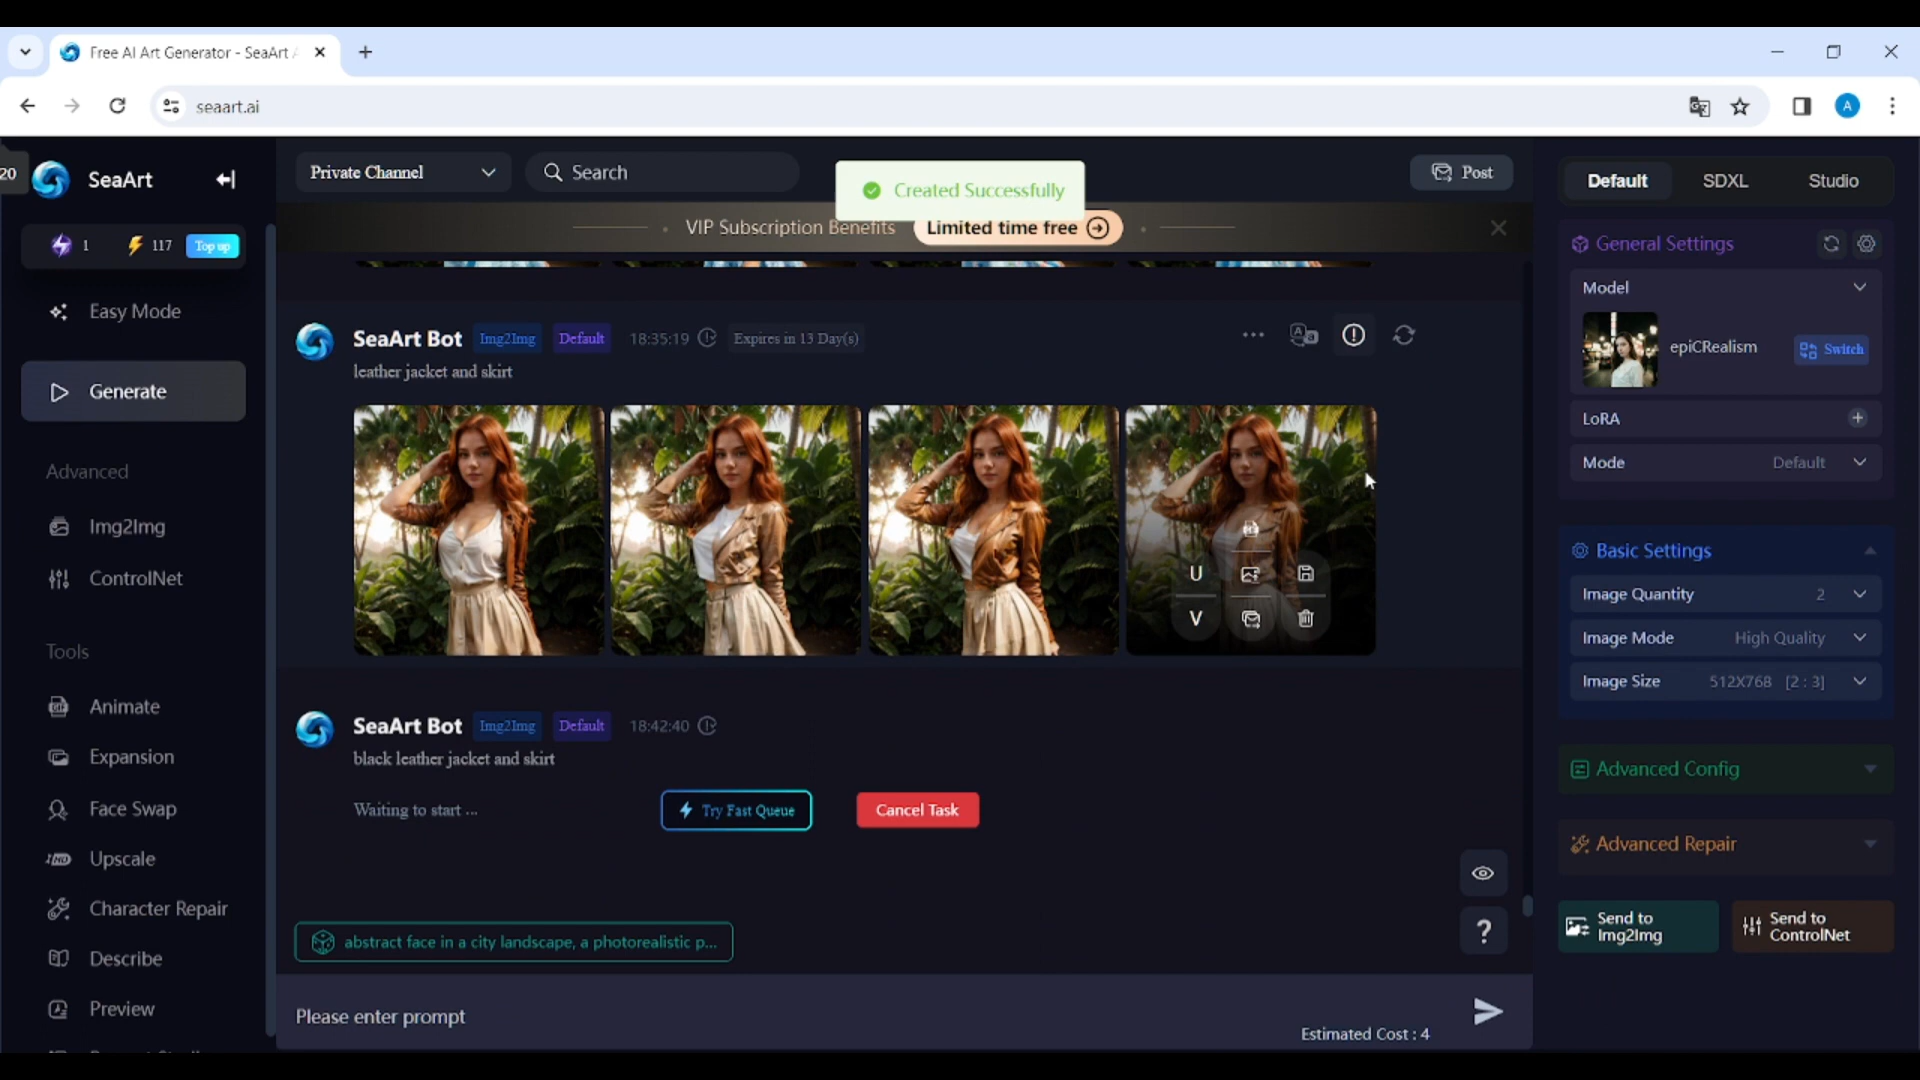 Free AI Art Generator - SeaArt A
seaart.ai
A
20
SeaArt
1
117
Top up
Easy Mode
Generate
Advanced
Img2Img
ControlNet
Tools
Animate
Expansion
Face Swap
Upscale
Character Repair
Describe
Preview
Private Channel
Search
Created Successfully
Post
VIP Subscription Benefits
Limited time free
SeaArt Bot
Img2Img
Default
18:35:19
Expires in 13 Day(s)
leather jacket and skirt
U
V
SeaArt Bot
Img2Img
Default
18:42:40
black leather jacket and skirt
Waiting to start ...
Try Fast Queue
Cancel Task
?
abstract face in a city landscape, a photorealistic p...
Please enter prompt
Estimated Cost : 4
Default
SDXL
Studio
General Settings
Model
epiCRealism
Switch
LoRA
Mode
Default
Basic Settings
Image Quantity
2
Image Mode
High Quality
Image Size
512X768 [2 : 3]
Advanced Config
Advanced Repair
Send to
Img2Img
Send to
ControlNet